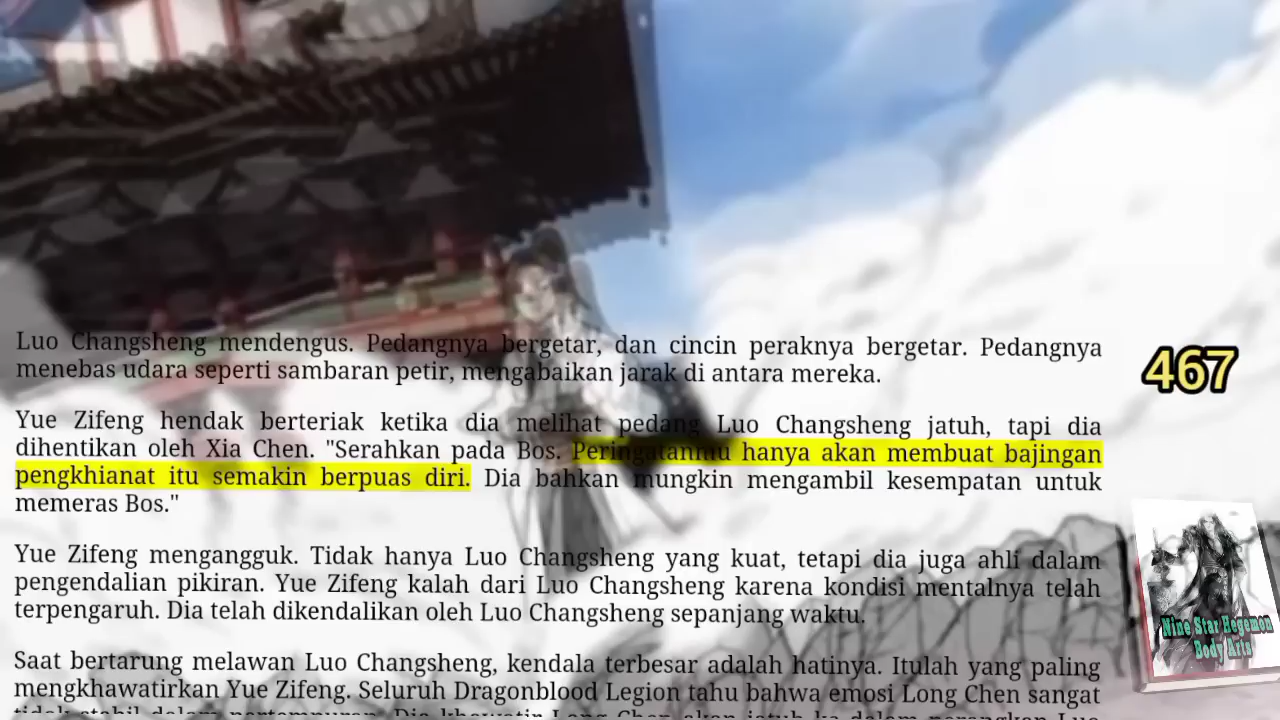 Luo Changsheng mendengus. Pedangnya bergetar, dan cincin peraknya bergetar. Pedangnya
menebas udara seperti sambaran petir, mengabaikan jarak di antara mereka.
Yue Zifeng hendak berteriak ketika dia melihat pedang Luo Changsheng jatuh, tapi dia
dihentikan oleh Xia Chen. "Serahkan pada Bos. Peringatanmu hanya akan membuat bajingan
pengkhianat itu semakin berpuas diri. Dia bahkan mungkin mengambil kesempatan untuk
memeras Bos."
Yue Zifeng mengangguk. Tidak hanya Luo Changsheng yang kuat, tetapi dia juga ahli dalam
pengendalian pikiran. Yue Zifeng kalah dari Luo Changsheng karena kondisi mentalnya telah
terpengaruh. Dia telah dikendalikan oleh Luo Changsheng sepanjang waktu.
Saat bertarung melawan Luo Changsheng, kendala terbesar adalah hatinya. Itulah yang paling
mengkhawatirkan Yue Zifeng. Seluruh Dragonblood Legion tahu bahwa emosi Long Chen sangat
467
Nine Star Hegemon
Body Arts